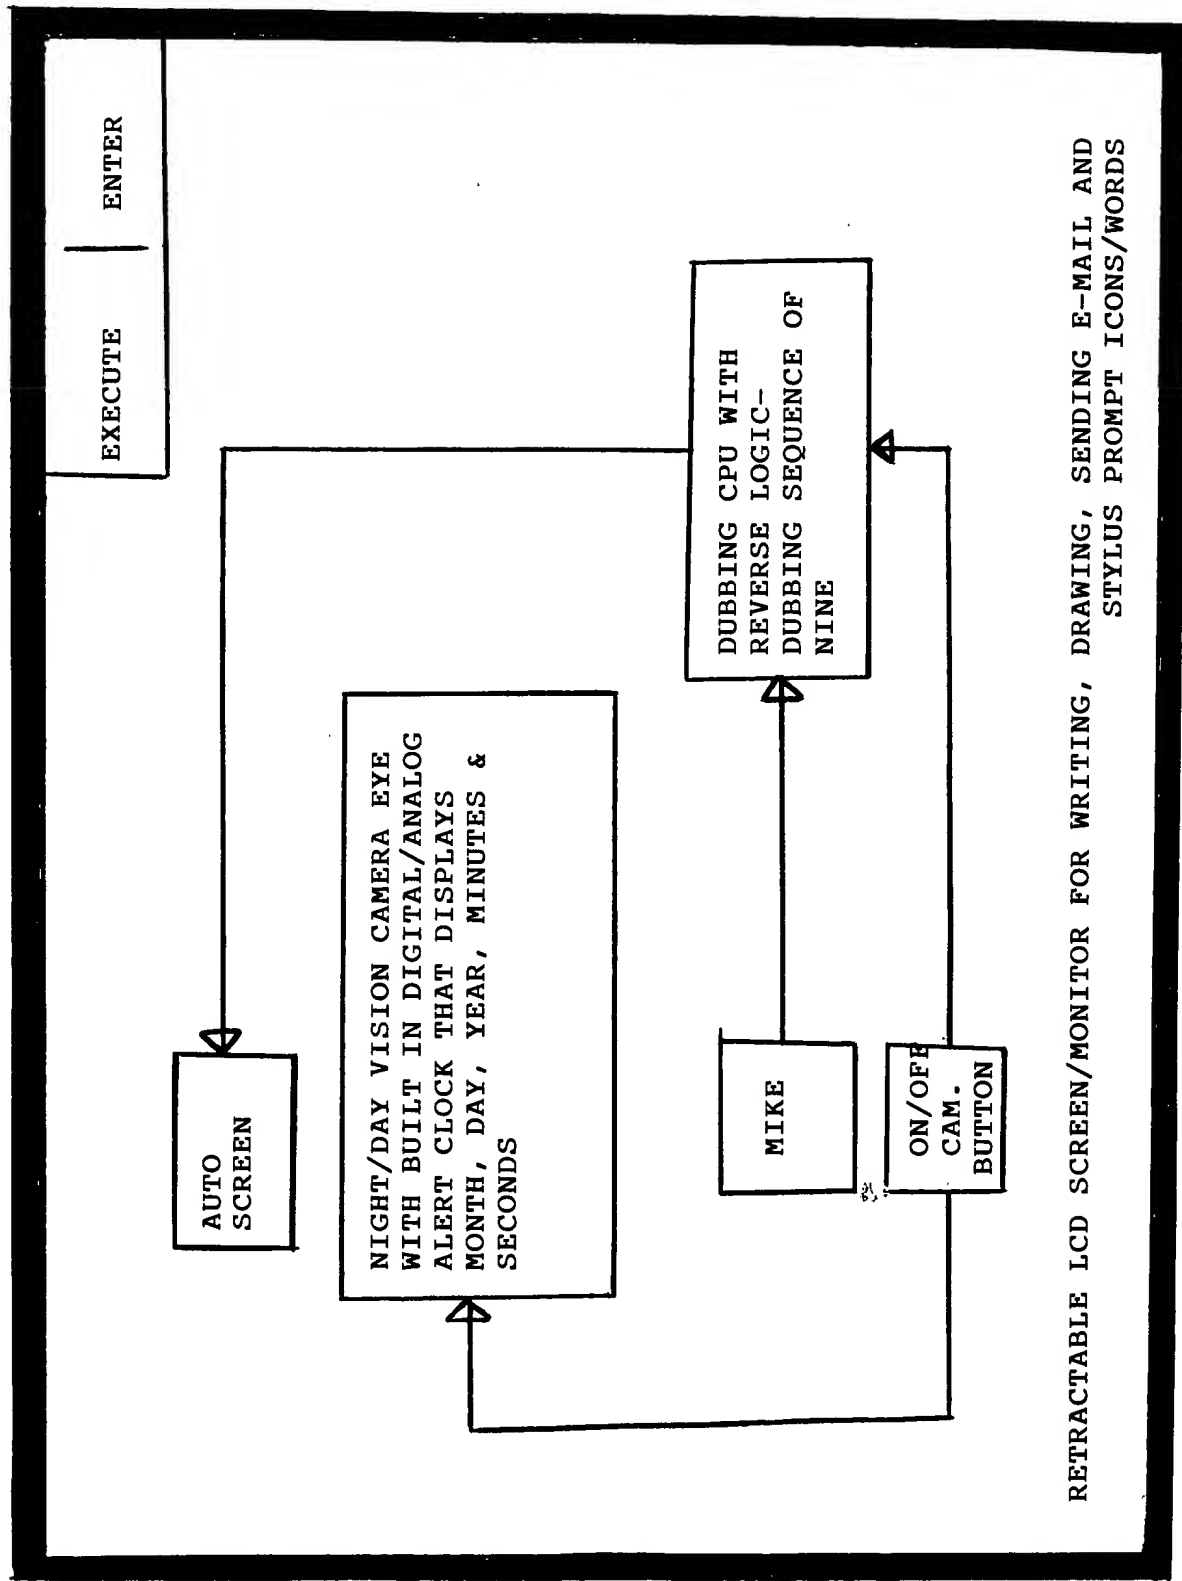 EXECUTE | ENTER
AUTO
SCREEN
NIGHT/DAY VISION CAMERA EYE
WITH BUILT IN DIGITAL/ANALOG
ALERT CLOCK THAT DISPLAYS
MONTH, DAY, YEAR, MINUTES &
SECONDS
DUBBING CPU WITH
REVERSE LOGIC-
DUBBING SEQUENCE OF
NINE
MIKE
ON/OFF
CAM.
BUTTON
RETRACTABLE LCD SCREEN/MONITOR FOR WRITING, DRAWING, SENDING E-MAIL AND
STYLUS PROMPT ICONS/WORDS